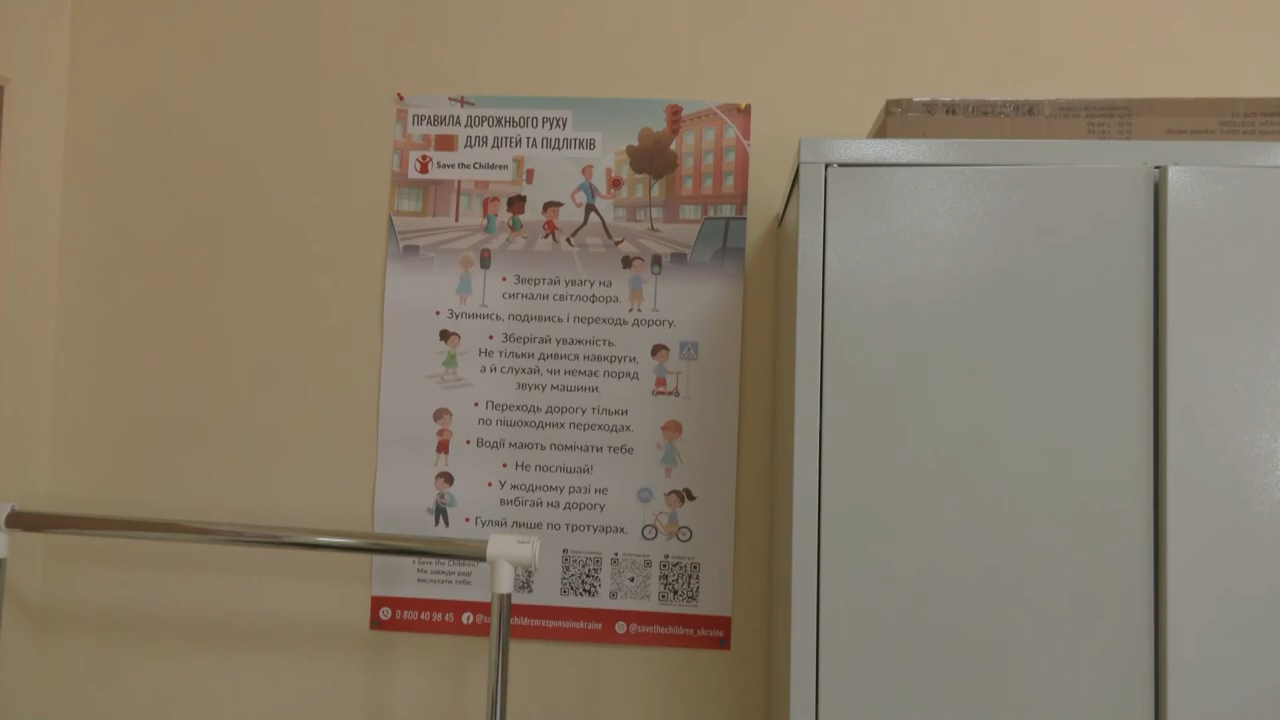 ПРАВИЛА ДОРОЖНЬОГО РУХУ
ДЛЯ ДІТЕЙ ТА ПІДЛІТКІВ
Save the Children
• Звертай увагу на
сигнали світлофора.
• Зупинись, подивись і переходь дорогу.
• Зберігай уважність.
Не тільки дивися навкруги,
а й слухай, чи немає поряд
звуку машини.
• Переходь дорогу тільки
по пішоходних переходах.
• Водії мають помічати тебе
• Не поспішай!
• У жодному разі не
вибігай на дорогу
• Гуляй лише по тротуарах.
Save the Children?
Ми завжди раді
вислухати тебе:
0 800 40 98 45
@savethechildren_ukraine